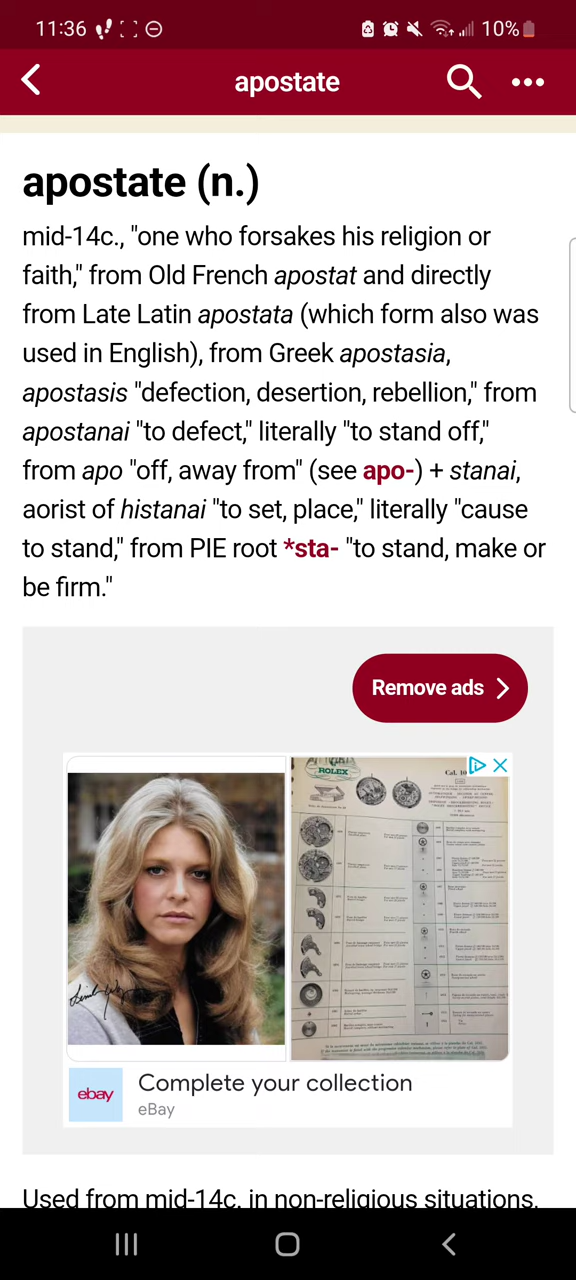 11:36
10%
apostate
apostate (n.)
mid-14c., "one who forsakes his religion or
faith," from Old French apostat and directly
from Late Latin apostata (which form also was
used in English), from Greek apostasia,
apostasis "defection, desertion, rebellion," from
apostanai "to defect," literally "to stand off,"
from apo "off, away from" (see apo-) + stanai,
aorist of histanai "to set, place," literally "cause
to stand," from PIE root *sta- "to stand, make or
be firm."
Remove ads
ROLEX
ebay
Complete your collection
eBay
Used from mid-14c. in non-religious situations,